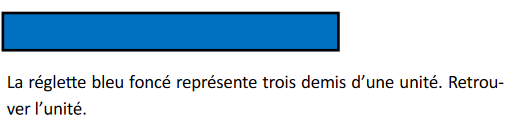 La réglette bleu foncé représente trois demis d’une unité. Retrou-
ver l’unité.